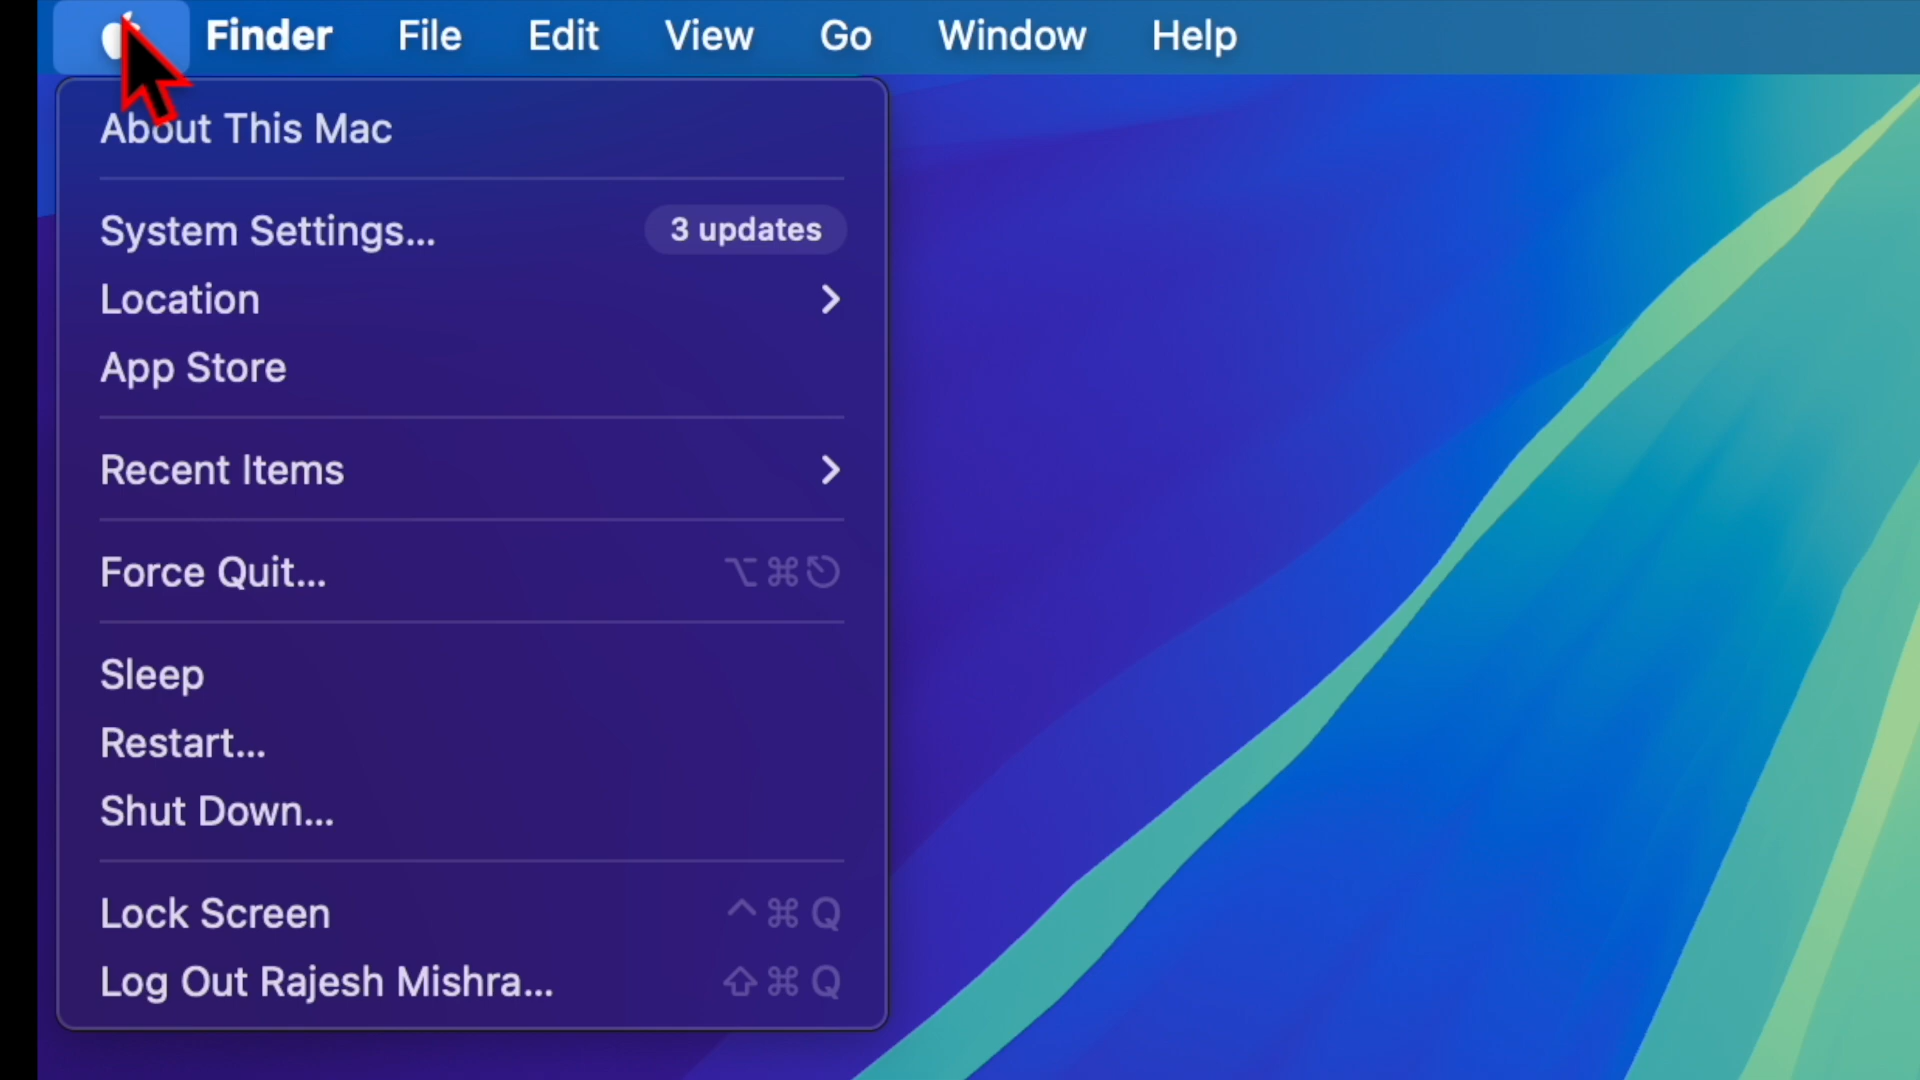 Finder File Edit View Go Window Help
About This Mac
System Settings... 3 updates
Location
App Store
Recent Items
Force Quit... ⌥⌘⎋
Sleep
Restart...
Shut Down...
Lock Screen ^⌘Q
Log Out Rajesh Mishra... ⇧⌘Q